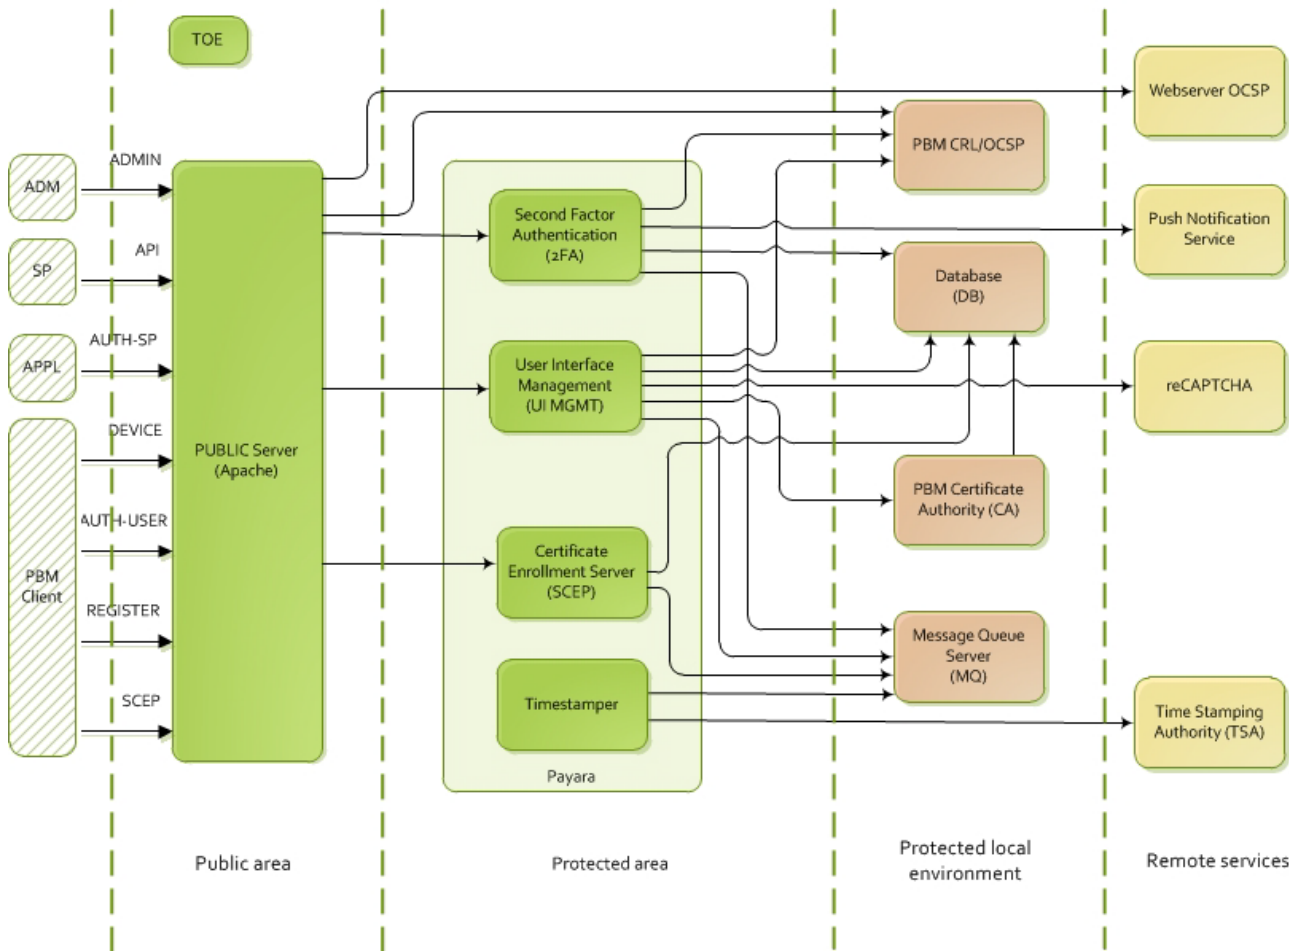 TOE
Webserver OCSP
PBM CRL/OCSP
ADMIN
ADM
Second Factor
Authentication
(2FA)
Push Notification
Service
API
SP
Database
(DB)
AUTH-SP
APPL
User Interface
Management
(UI MGMT)
reCAPTCHA
DEVICE
PUBLIC Server
(Apache)
PBM Certificate
Authority (CA)
AUTH-USER
PBM
Client
Certificate
Enrollment Server
(SCEP)
REGISTER
Message Queue
Server
(MQ)
SCEP
Timestamper
Time Stamping
Authority (TSA)
Payara
Public area
Protected area
Protected local
environment
Remote services